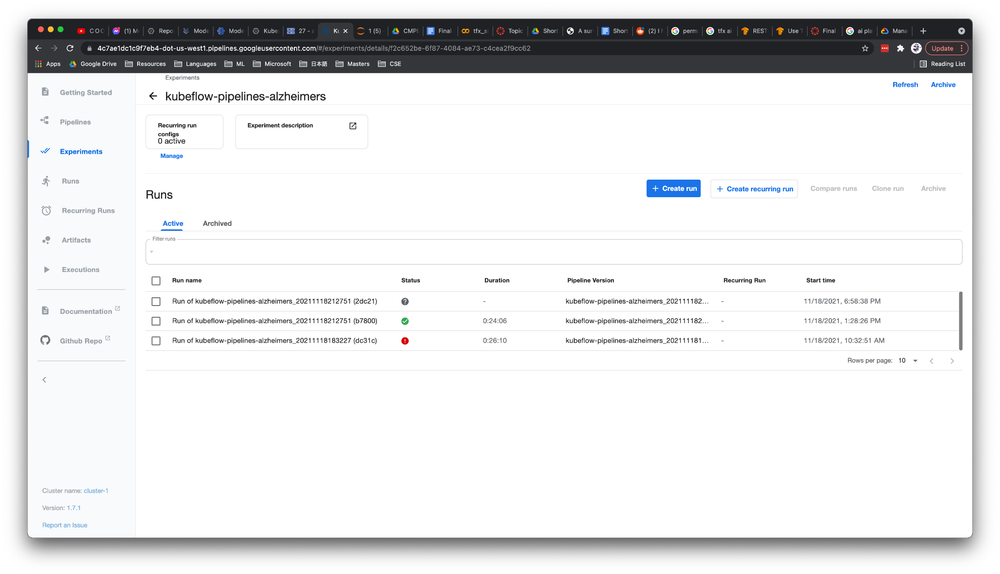 COO (1) M Repo Mode Mode Kube 27 - a Ku 1 (5) CMPE Final tfx_si Topic Short A sur Short (2) I h perma tfx ai REST Use T Final ai pla Mana
4c7ae1dc1c9f7eb4-dot-us-west1.pipelines.googleusercontent.com/#/experiments/details/f2c652be-6f87-4084-ae73-c4cea2f9cc62 Update
Apps Google Drive Resources Languages ML Microsoft 日本語 Masters CSE Reading List
Getting Started
Pipelines
Experiments
Runs
Recurring Runs
Artifacts
Executions
Documentation
Github Repo
Cluster name: cluster-1
Version: 1.7.1
Report an Issue
Experiments
kubeflow-pipelines-alzheimers
Refresh Archive
Recurring run
configs
0 active
Manage
Experiment description
Runs
+ Create run + Create recurring run Compare runs Clone run Archive
Active Archived
Filter runs
Run name Status Duration Pipeline Version Recurring Run Start time
Run of kubeflow-pipelines-alzheimers_20211118212751 (2dc21) - kubeflow-pipelines-alzheimers_202111182... - 11/18/2021, 6:58:38 PM
Run of kubeflow-pipelines-alzheimers_20211118212751 (b7800) 0:24:06 kubeflow-pipelines-alzheimers_202111182... - 11/18/2021, 1:28:26 PM
Run of kubeflow-pipelines-alzheimers_20211118183227 (dc31c) 0:26:10 kubeflow-pipelines-alzheimers_202111181... - 11/18/2021, 10:32:51 AM
Rows per page: 10